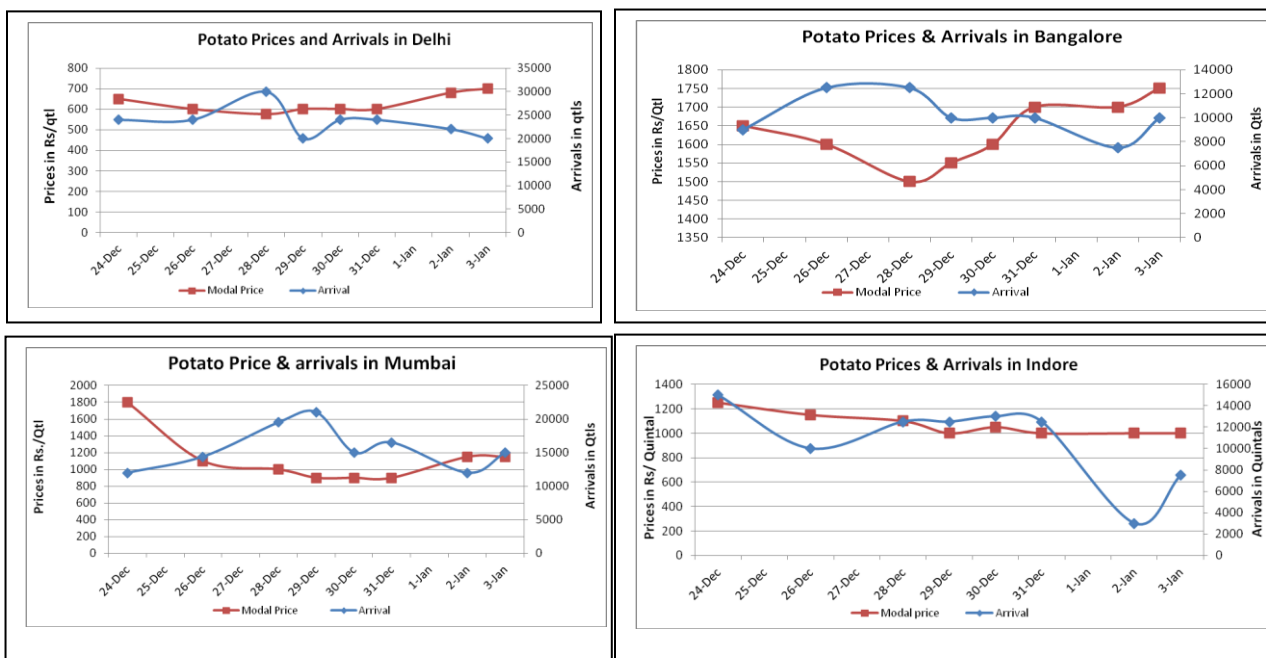 Potato Prices and Arrivals in Delhi
Prices in Rs/qtl
800
700
600
500
400
300
200
100
0
35000
30000
25000
20000
15000
10000
5000
0
Arrivals in qtls
24-Dec
25-Dec
26-Dec
27-Dec
28-Dec
29-Dec
30-Dec
31-Dec
1-Jan
2-Jan
3-Jan
Modal Price
Arrival
Potato Prices & Arrivals in Bangalore
Prices in Rs/Qtl
1800
1750
1700
1650
1600
1550
1500
1450
1400
1350
14000
12000
10000
8000
6000
4000
2000
0
Arrivals in Qtls
24-Dec
25-Dec
26-Dec
27-Dec
28-Dec
29-Dec
30-Dec
31-Dec
1-Jan
2-Jan
3-Jan
Modal Price
Arrival
Potato Price & arrivals in Mumbai
Prices in Rs./Qtl
2000
1800
1600
1400
1200
1000
800
600
400
200
0
25000
20000
15000
10000
5000
0
Arrivals in Qtls
24-Dec
25-Dec
26-Dec
27-Dec
28-Dec
29-Dec
30-Dec
31-Dec
1-Jan
2-Jan
3-Jan
Modal Price
Arrival
Potato Prices & Arrivals in Indore
Prices in Rs/ Quintal
1400
1200
1000
800
600
400
200
0
16000
14000
12000
10000
8000
6000
4000
2000
0
Arrivals in Quintals
24-Dec
25-Dec
26-Dec
27-Dec
28-Dec
29-Dec
30-Dec
31-Dec
1-Jan
2-Jan
3-Jan
Modal price
Arrival